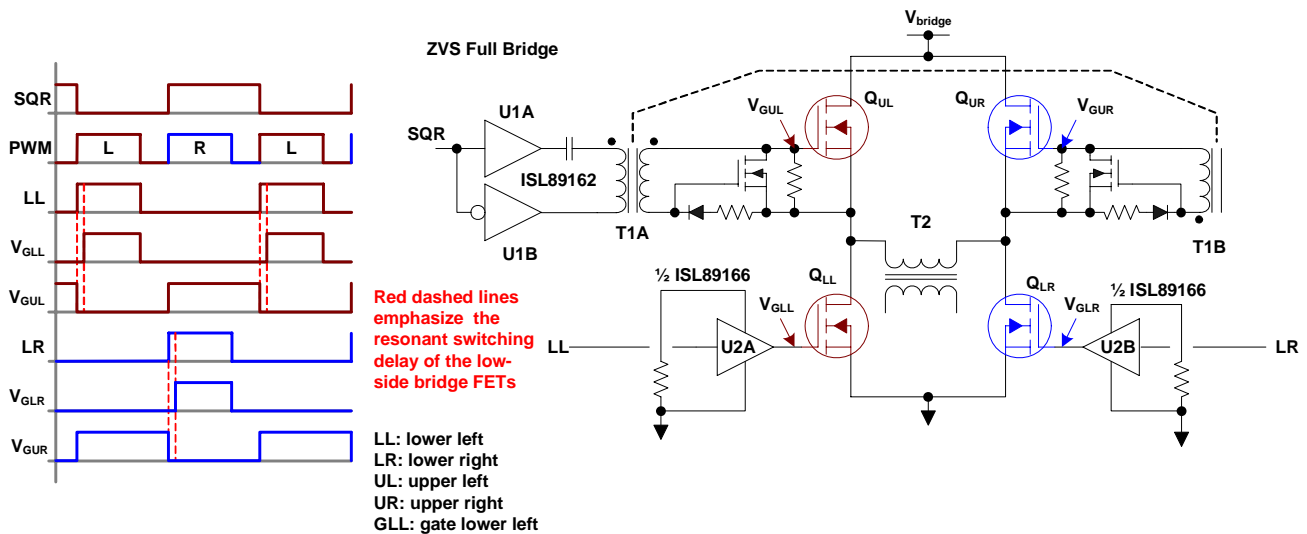 ZVS Full Bridge
SQR
PWM
L
R
L
LL
VGLL
VGUL
LR
VGLR
VGUR
Red dashed lines
emphasize the
resonant switching
delay of the low-
side bridge FETs
LL: lower left
LR: lower right
UL: upper left
UR: upper right
GLL: gate lower left
Vbridge
SQR
U1A
ISL89162
U1B
T1A
VGUL
QUL
QUR
VGUR
T1B
T2
½ ISL89166
LL
U2A
VGLL
QLL
QLR
VGLR
½ ISL89166
U2B
LR